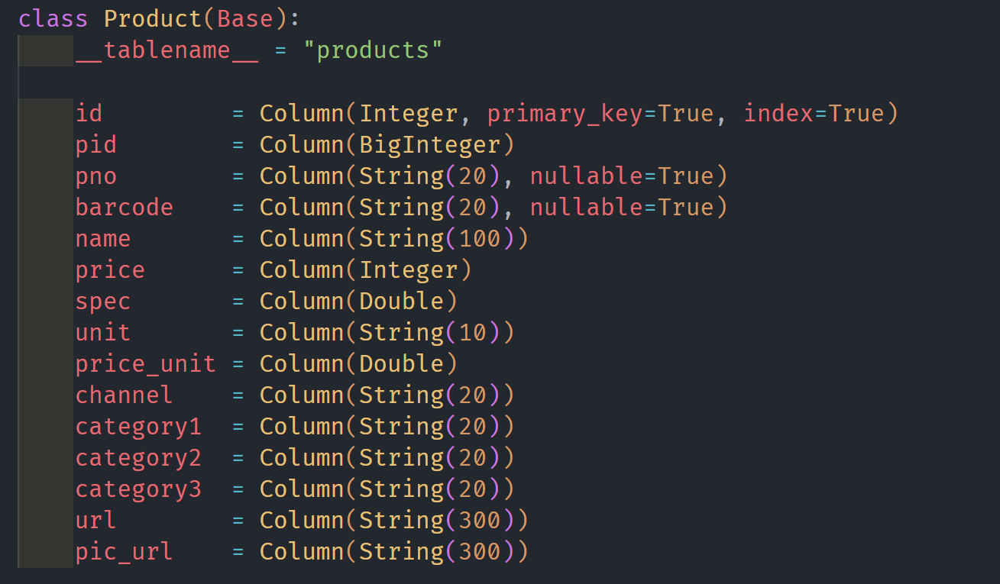 class Product(Base):
    __tablename__ = "products"

    id         = Column(Integer, primary_key=True, index=True)
    pid        = Column(BigInteger)
    pno        = Column(String(20), nullable=True)
    barcode    = Column(String(20), nullable=True)
    name       = Column(String(100))
    price      = Column(Integer)
    spec       = Column(Double)
    unit       = Column(String(10))
    price_unit = Column(Double)
    channel    = Column(String(20))
    category1  = Column(String(20))
    category2  = Column(String(20))
    category3  = Column(String(20))
    url        = Column(String(300))
    pic_url    = Column(String(300))